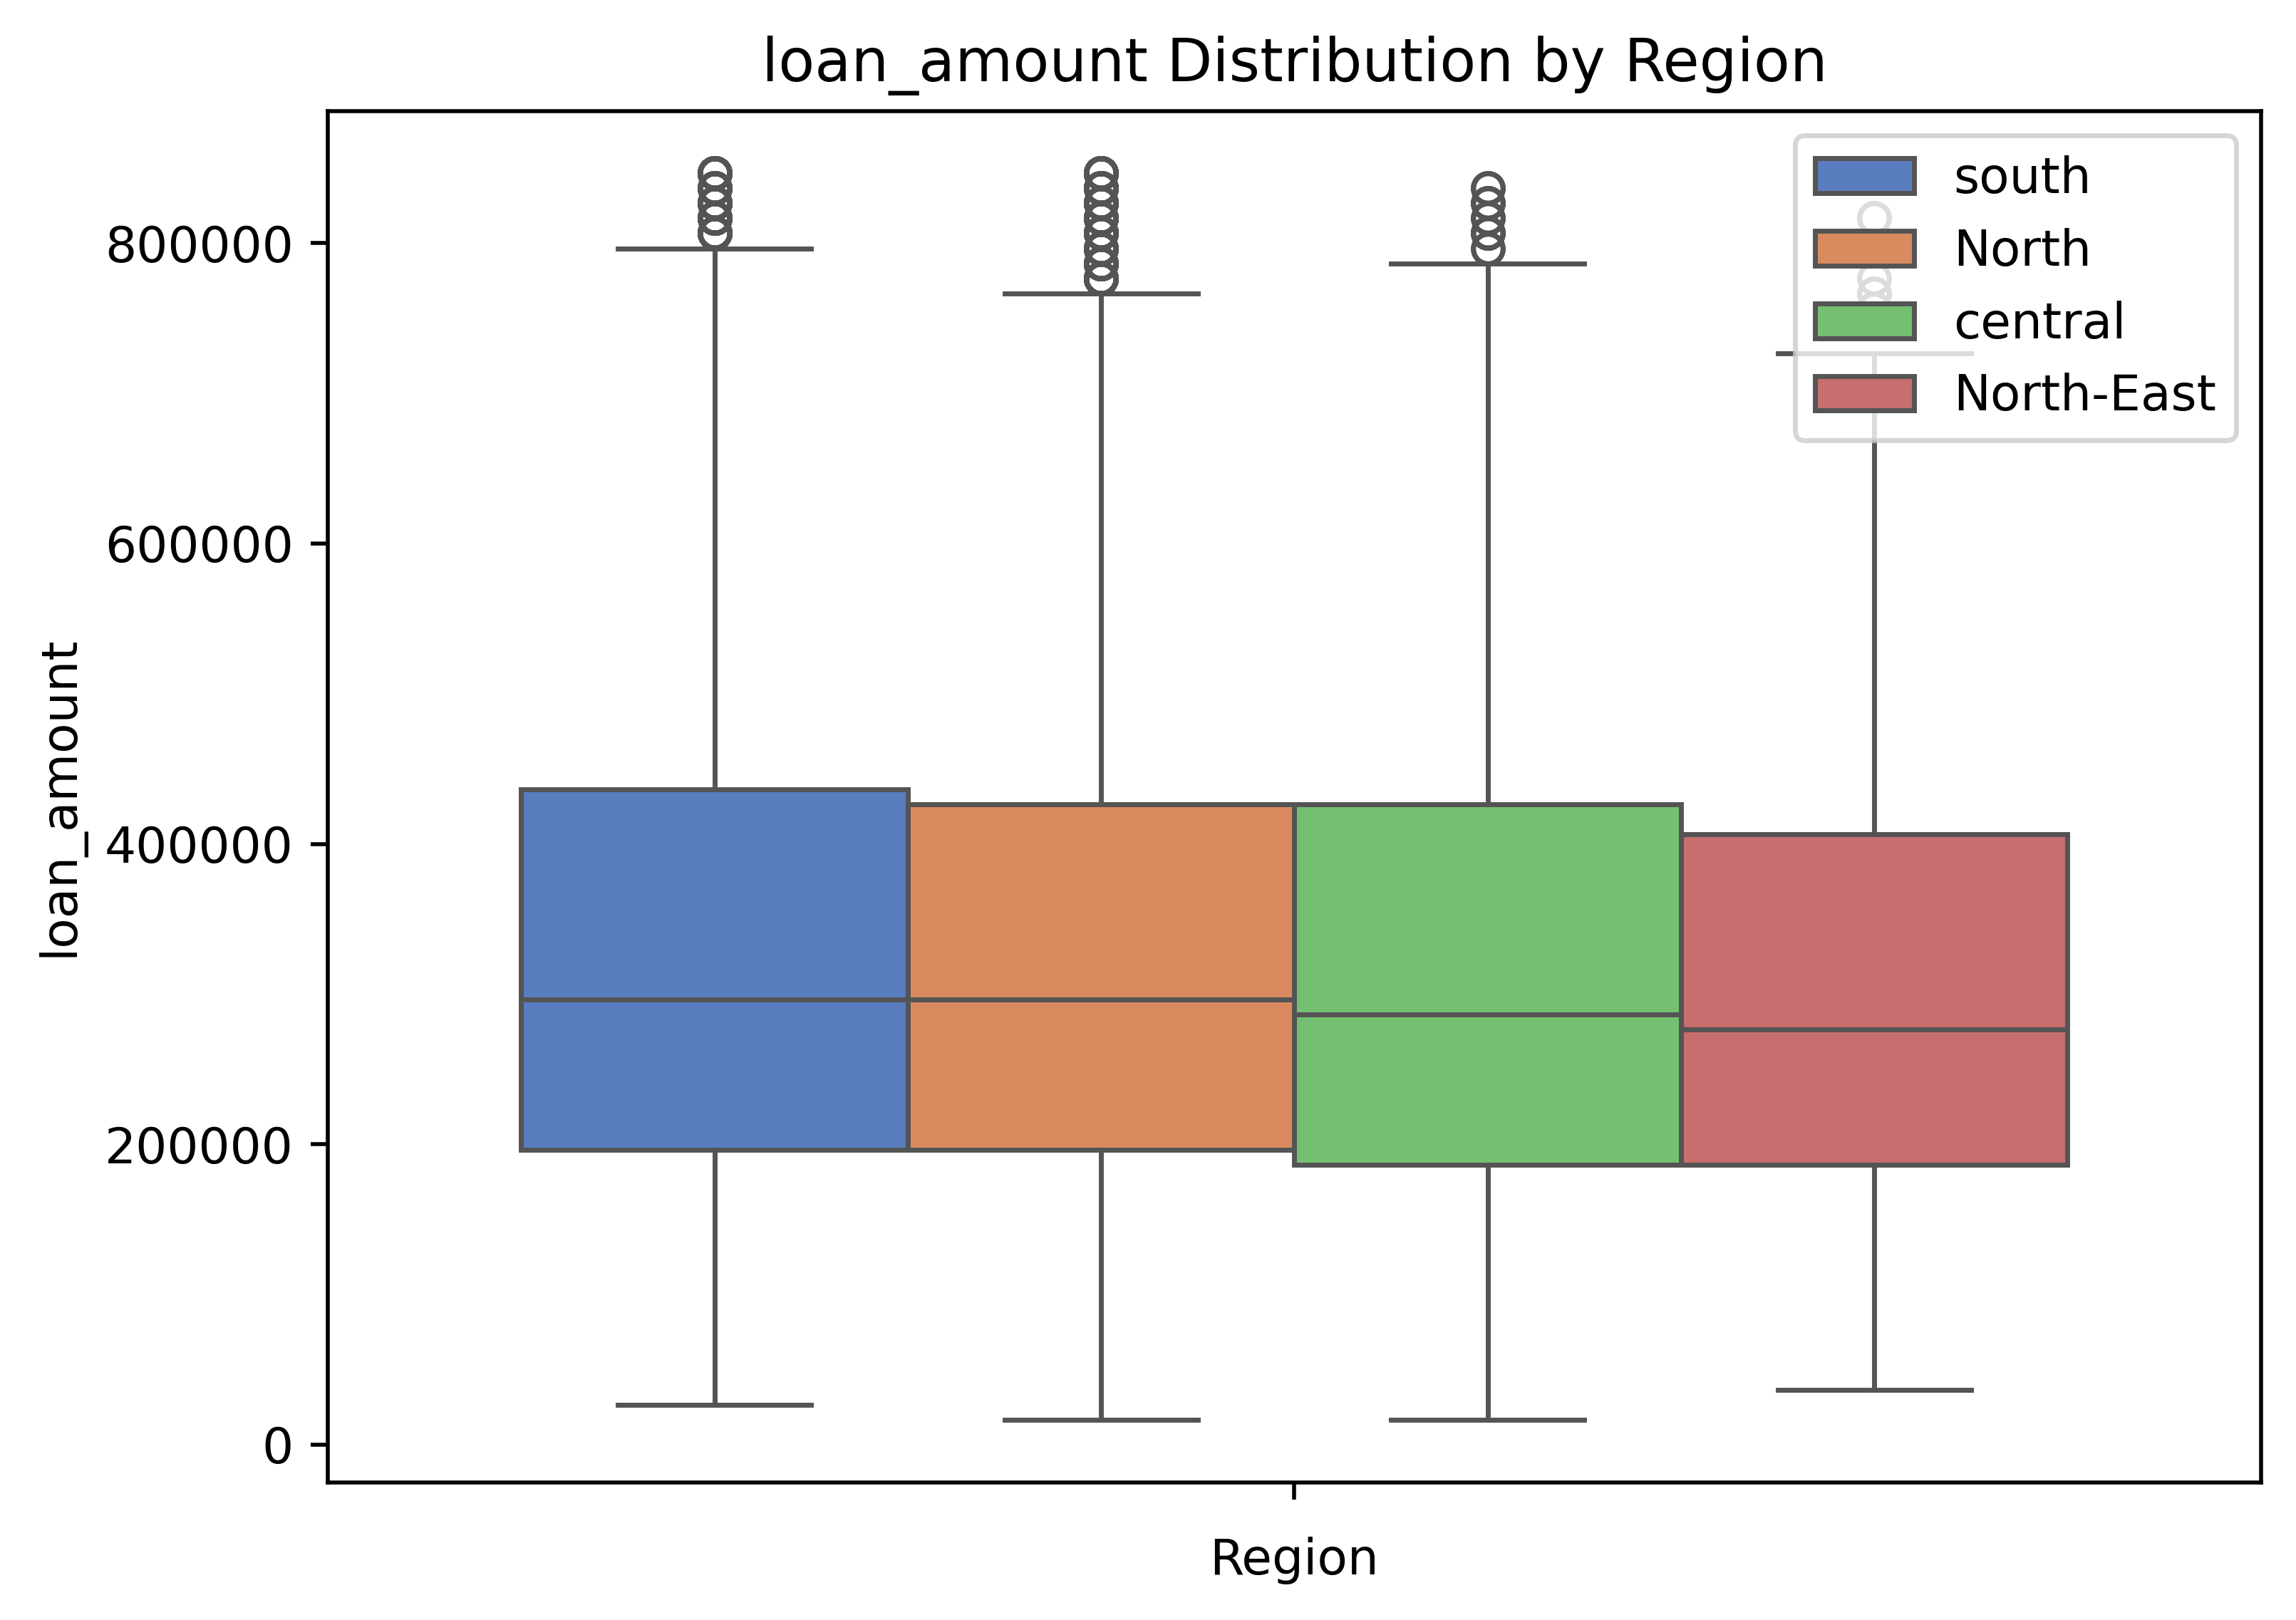 loan_amount Distribution by Region
south
North
central
North-East
800000
600000
400000
200000
0
loan_amount
Region